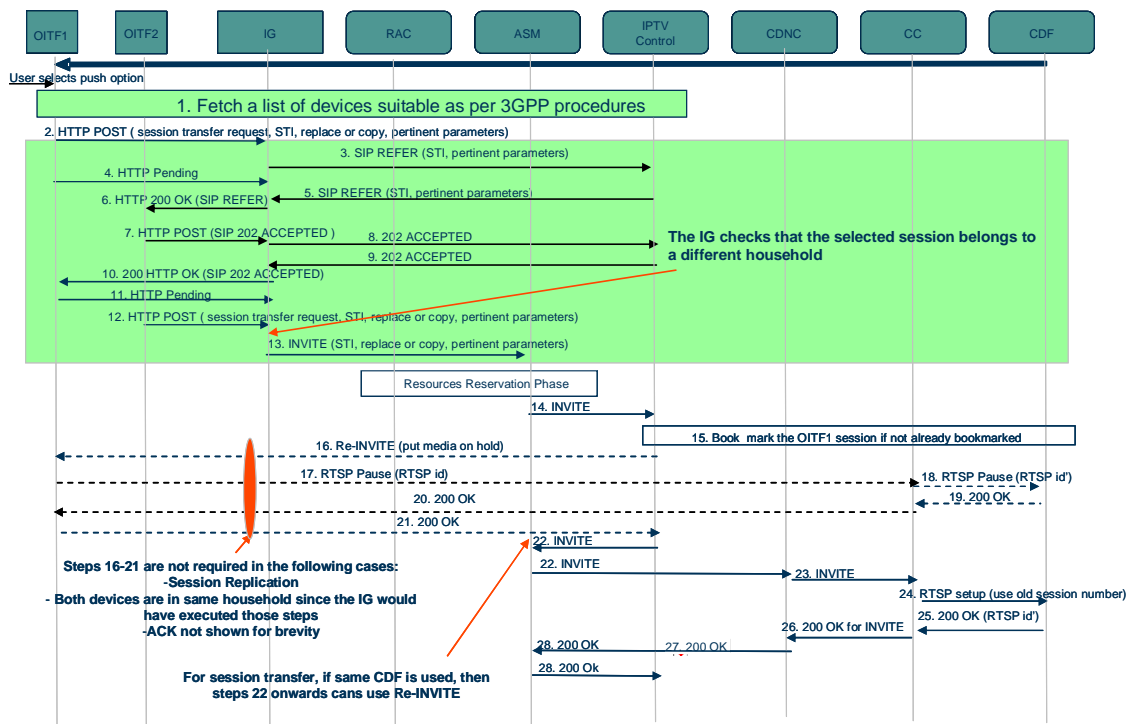 OITF1
OITF2
IG
RAC
ASM
IPTV
Control
CDNC
CC
CDF
User selects push option
1. Fetch a list of devices suitable as per 3GPP procedures
2. HTTP POST ( session transfer request, STI, replace or copy, pertinent parameters)
3. SIP REFER (STI, pertinent parameters)
4. HTTP Pending
5. SIP REFER (STI, pertinent parameters)
6. HTTP 200 OK (SIP REFER)
7. HTTP POST (SIP 202 ACCEPTED )
8. 202 ACCEPTED
The IG checks that the selected session belongs to
a different household
9. 202 ACCEPTED
10. 200 HTTP OK (SIP 202 ACCEPTED)
11. HTTP Pending
12. HTTP POST ( session transfer request, STI, replace or copy, pertinent parameters)
13. INVITE (STI, replace or copy, pertinent parameters)
Resources Reservation Phase
14. INVITE
15. Book mark the OITF1 session if not already bookmarked
16. Re-INVITE (put media on hold)
17. RTSP Pause (RTSP id)
18. RTSP Pause (RTSP id')
19. 200 OK
20. 200 OK
21. 200 OK
22. INVITE
22. INVITE
23. INVITE
Steps 16-21 are not required in the following cases:
-Session Replication
- Both devices are in same household since the IG would
have executed those steps
-ACK not shown for brevity
24. RTSP setup (use old session number)
25. 200 OK (RTSP id')
26. 200 OK for INVITE
27. 200 OK
28. 200 OK
28. 200 Ok
For session transfer, if same CDF is used, then
steps 22 onwards cans use Re-INVITE